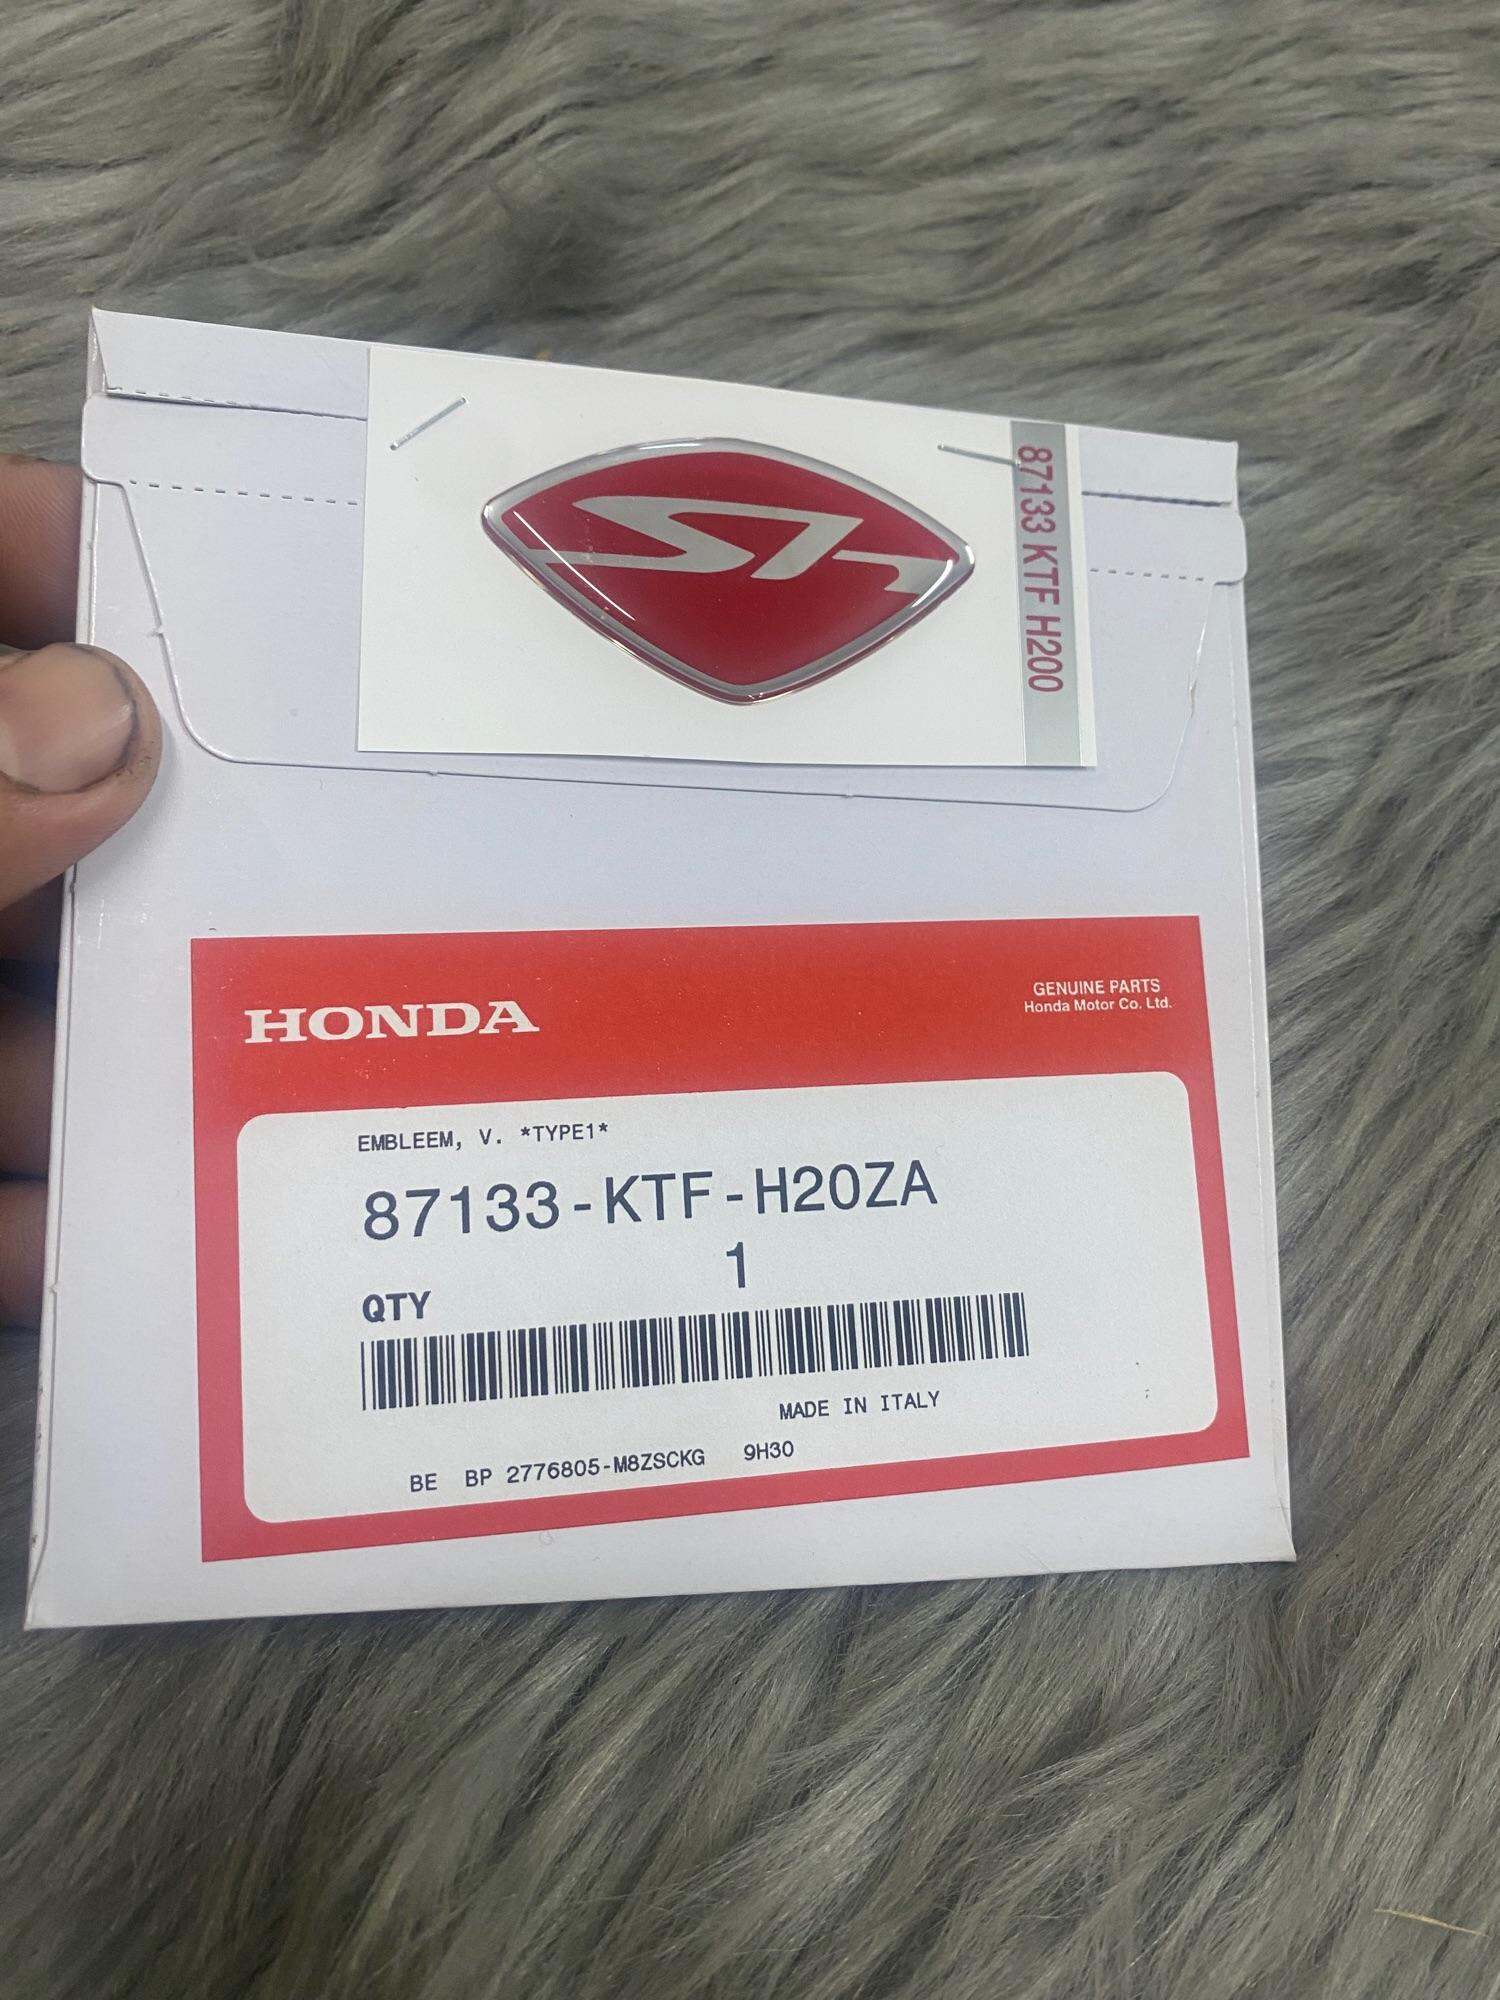 Sh
87133 KTF H200
HONDA
GENUINE PARTS
Honda Motor Co. Ltd.
EMBLEEM, V. *TYPE1*
87133-KTF-H20ZA
1
QTY
MADE IN ITALY
BE BP 2776805-M8ZSCKG 9H30